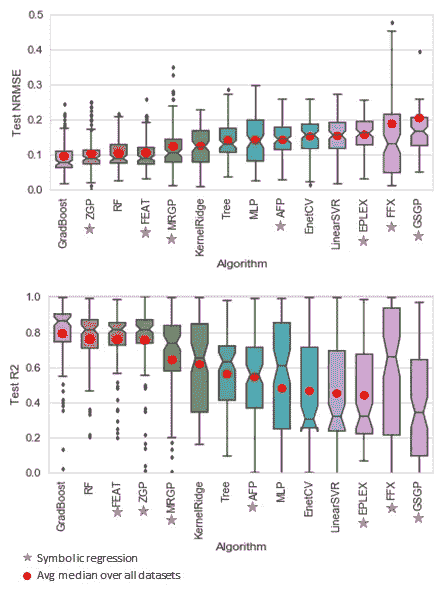 0.5
0.4
0.3
0.2
0.1
0.0
Test NRMSE
GradBoost
ZGP
RF
FEAT
MRGP
KernelRidge
Tree
MLP
AFP
EnetCV
LinearSVR
EPLEX
FFX
GSGP
Algorithm
1.0
0.8
0.6
0.4
0.2
0.0
Test R2
GradBoost
RF
FEAT
ZGP
MRGP
KernelRidge
Tree
AFP
MLP
EnetCV
LinearSVR
EPLEX
FFX
GSGP
Algorithm
Symbolic regression
Avg median over all datasets